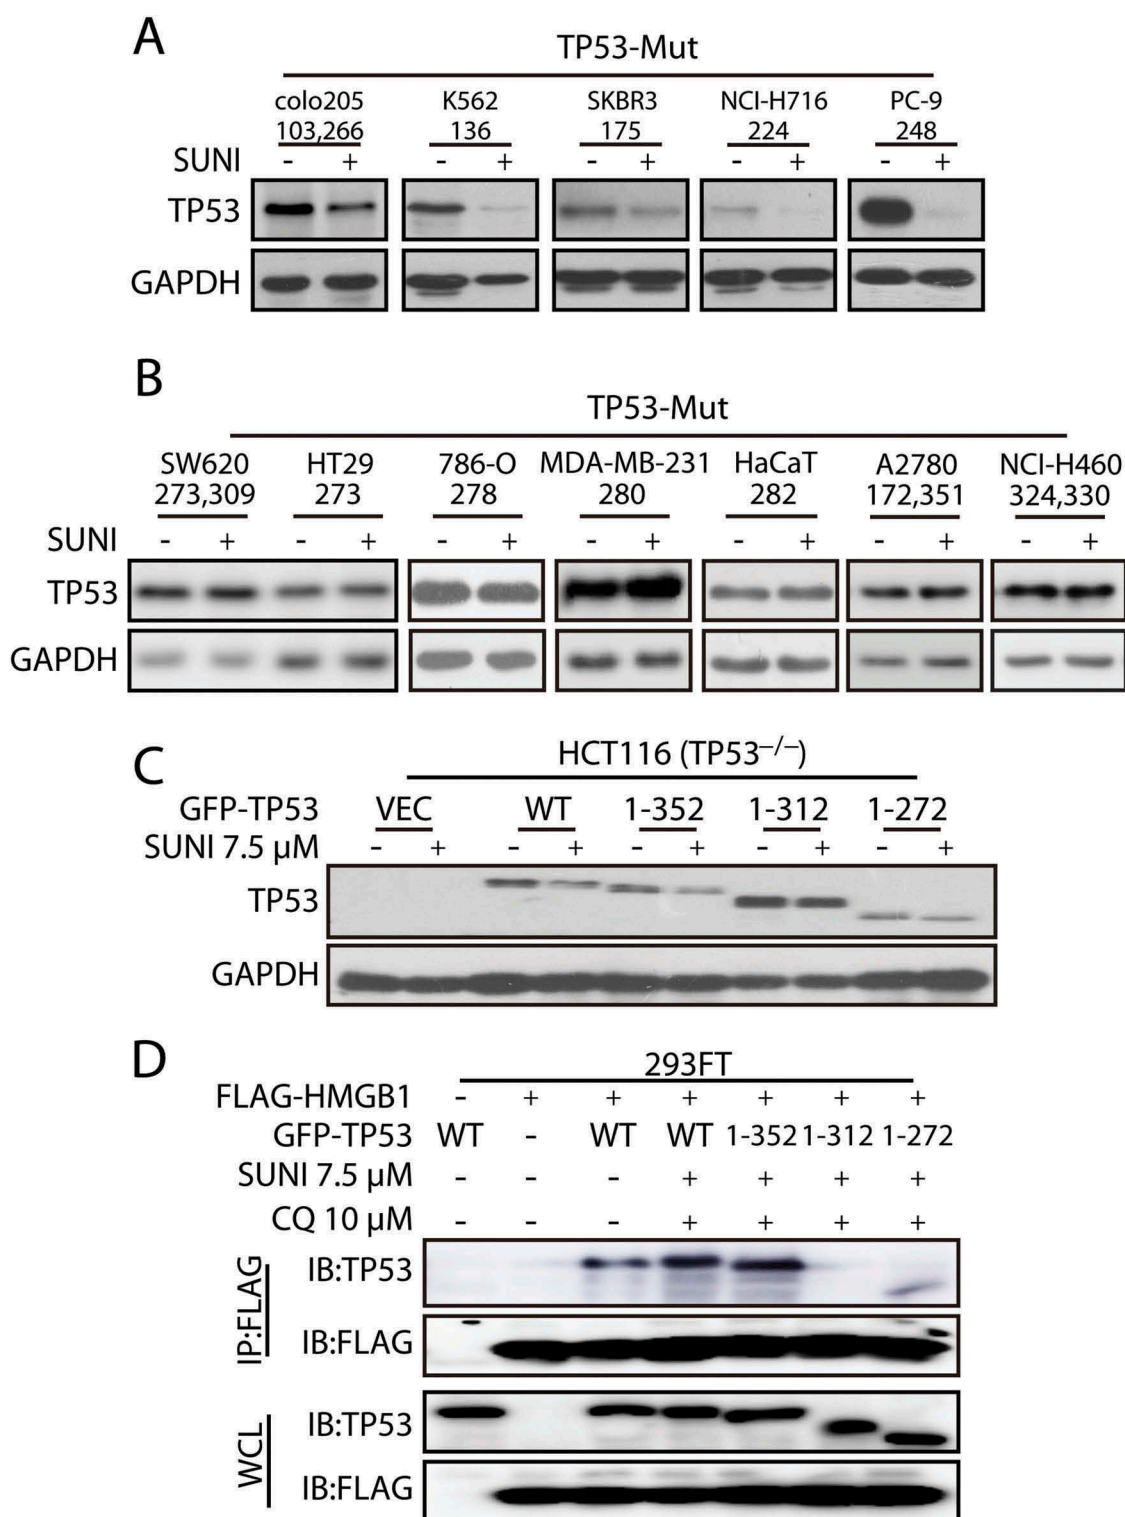 A
TP53-Mut
colo205 K562 SKBR3 NCI-H716 PC-9
103,266 136 175 224 248
SUNI - + - + - + - + - +
TP53
GAPDH
B
TP53-Mut
SW620 HT29 786-O MDA-MB-231 HaCaT A2780 NCI-H460
273,309 273 278 280 282 172,351 324,330
SUNI - + - + - + - + - + - + - +
TP53
GAPDH
C
HCT116 (TP53–/–)
GFP-TP53 VEC WT 1-352 1-312 1-272
SUNI 7.5 µM - + - + - + - + - +
TP53
GAPDH
D
293FT
FLAG-HMGB1 - + + + + + +
GFP-TP53 WT - WT WT 1-352 1-312 1-272
SUNI 7.5 µM - - - + + + +
CQ 10 µM - - - + + + +
IP:FLAG
IB:TP53
IB:FLAG
WCL
IB:TP53
IB:FLAG